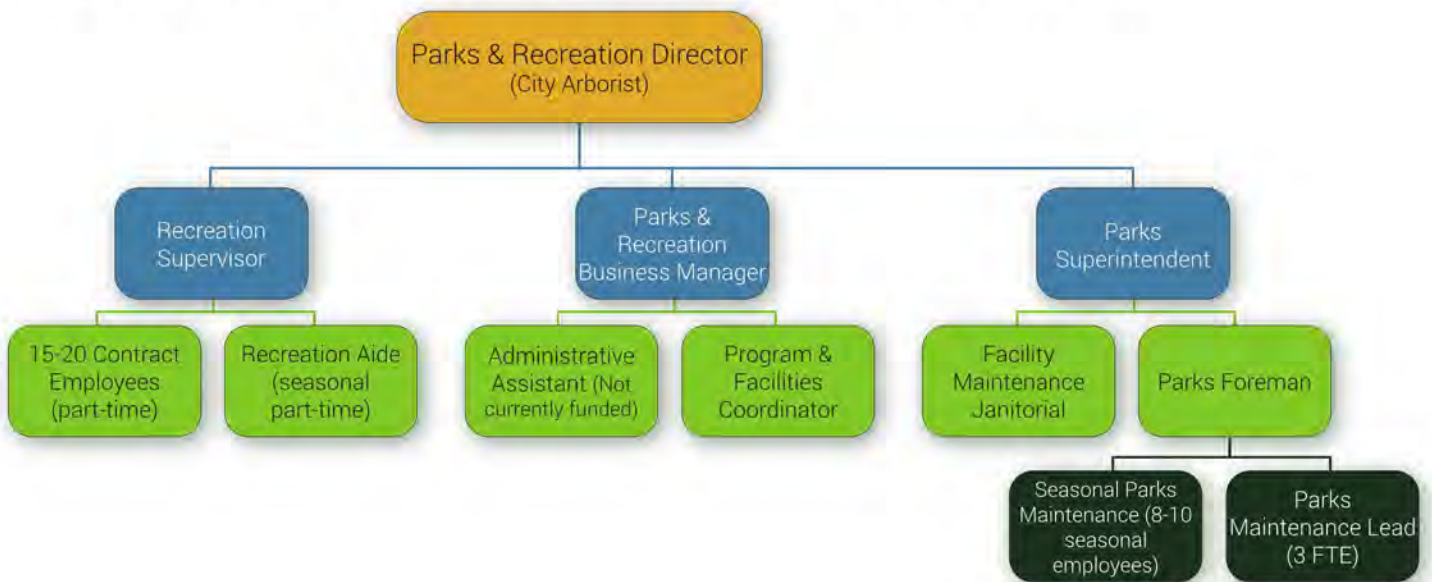 Parks & Recreation Director
(City Arborist)
Recreation
Supervisor
Parks &
Recreation
Business Manager
Parks
Superintendent
15-20 Contract
Employees
(part-time)
Recreation Aide
(seasonal
part-time)
Administrative
Assistant (Not
currently funded)
Program &
Facilities
Coordinator
Facility
Maintenance
Janitorial
Parks Foreman
Seasonal Parks
Maintenance (8-10
seasonal
employees)
Parks
Maintenance Lead
(3 FTE)